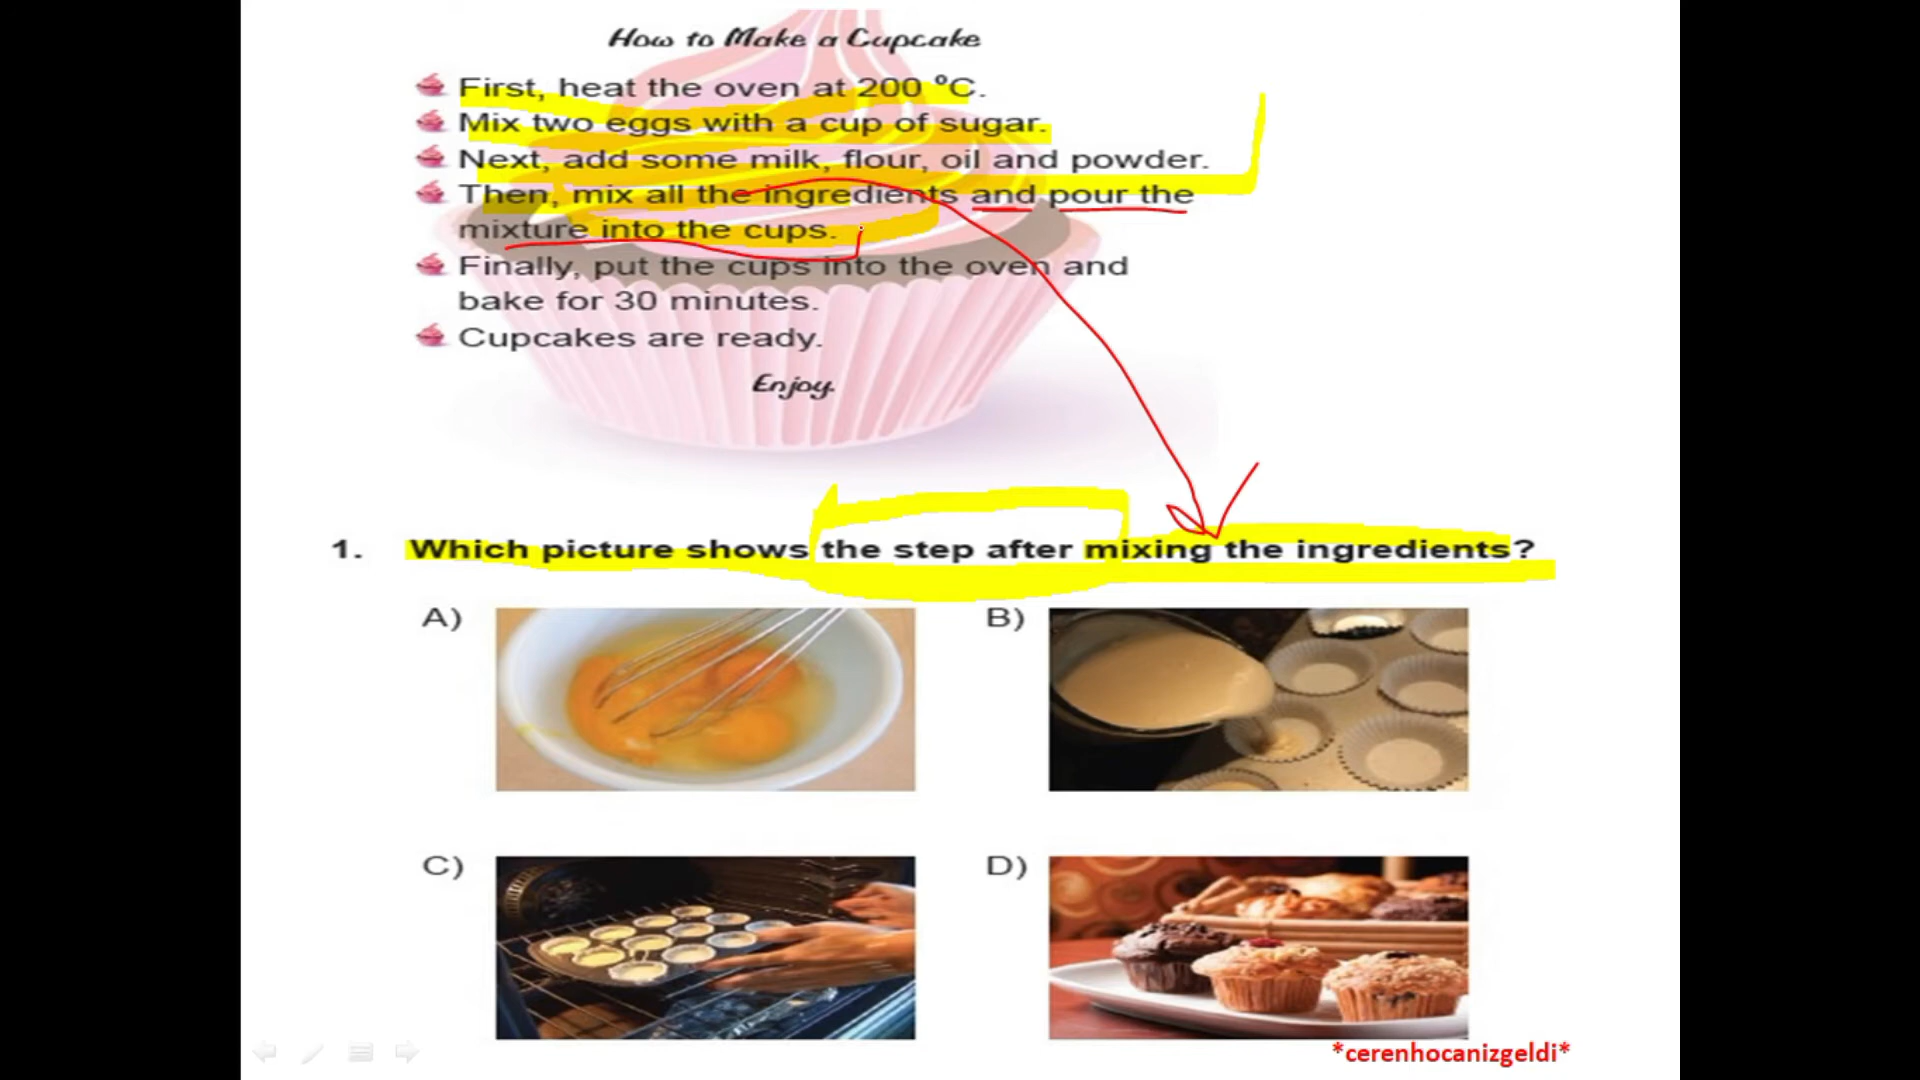 How to Make a Cupcake
First, heat the oven at 200 ⁰C.
Mix two eggs with a cup of sugar.
Next, add some milk, flour, oil and powder.
Then, mix all the ingredients and pour the
mixture into the cups.
Finally, put the cups into the oven and
bake for 30 minutes.
Cupcakes are ready.
Enjoy.
1. Which picture shows the step after mixing the ingredients?
A)
B)
C)
D)
*cerenhocanizgeldi*